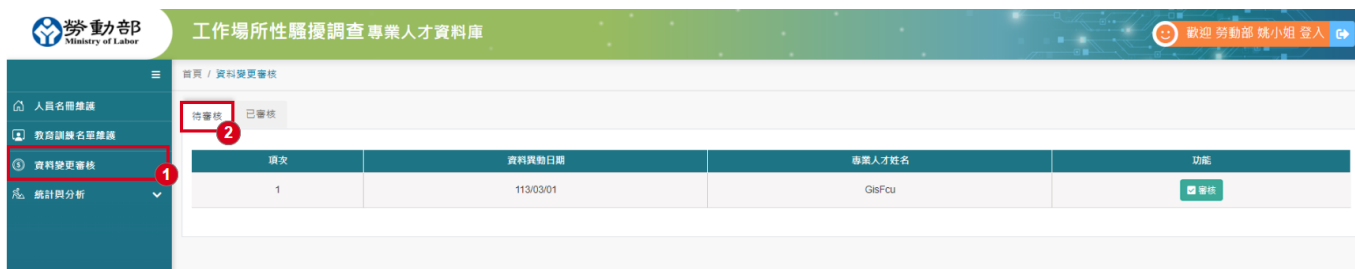 勞動部
Ministry of Labor
工作場所性騷擾調查專業人才資料庫
歡迎 勞動部 姚小姐 登入
首頁 / 資料變更審核
人員名冊維護
教育訓練名單維護
資料變更審核
1
統計與分析
待審核
已審核
2
項次 資料異動日期 專業人才姓名 功能
1 113/03/01 GisFcu 審核